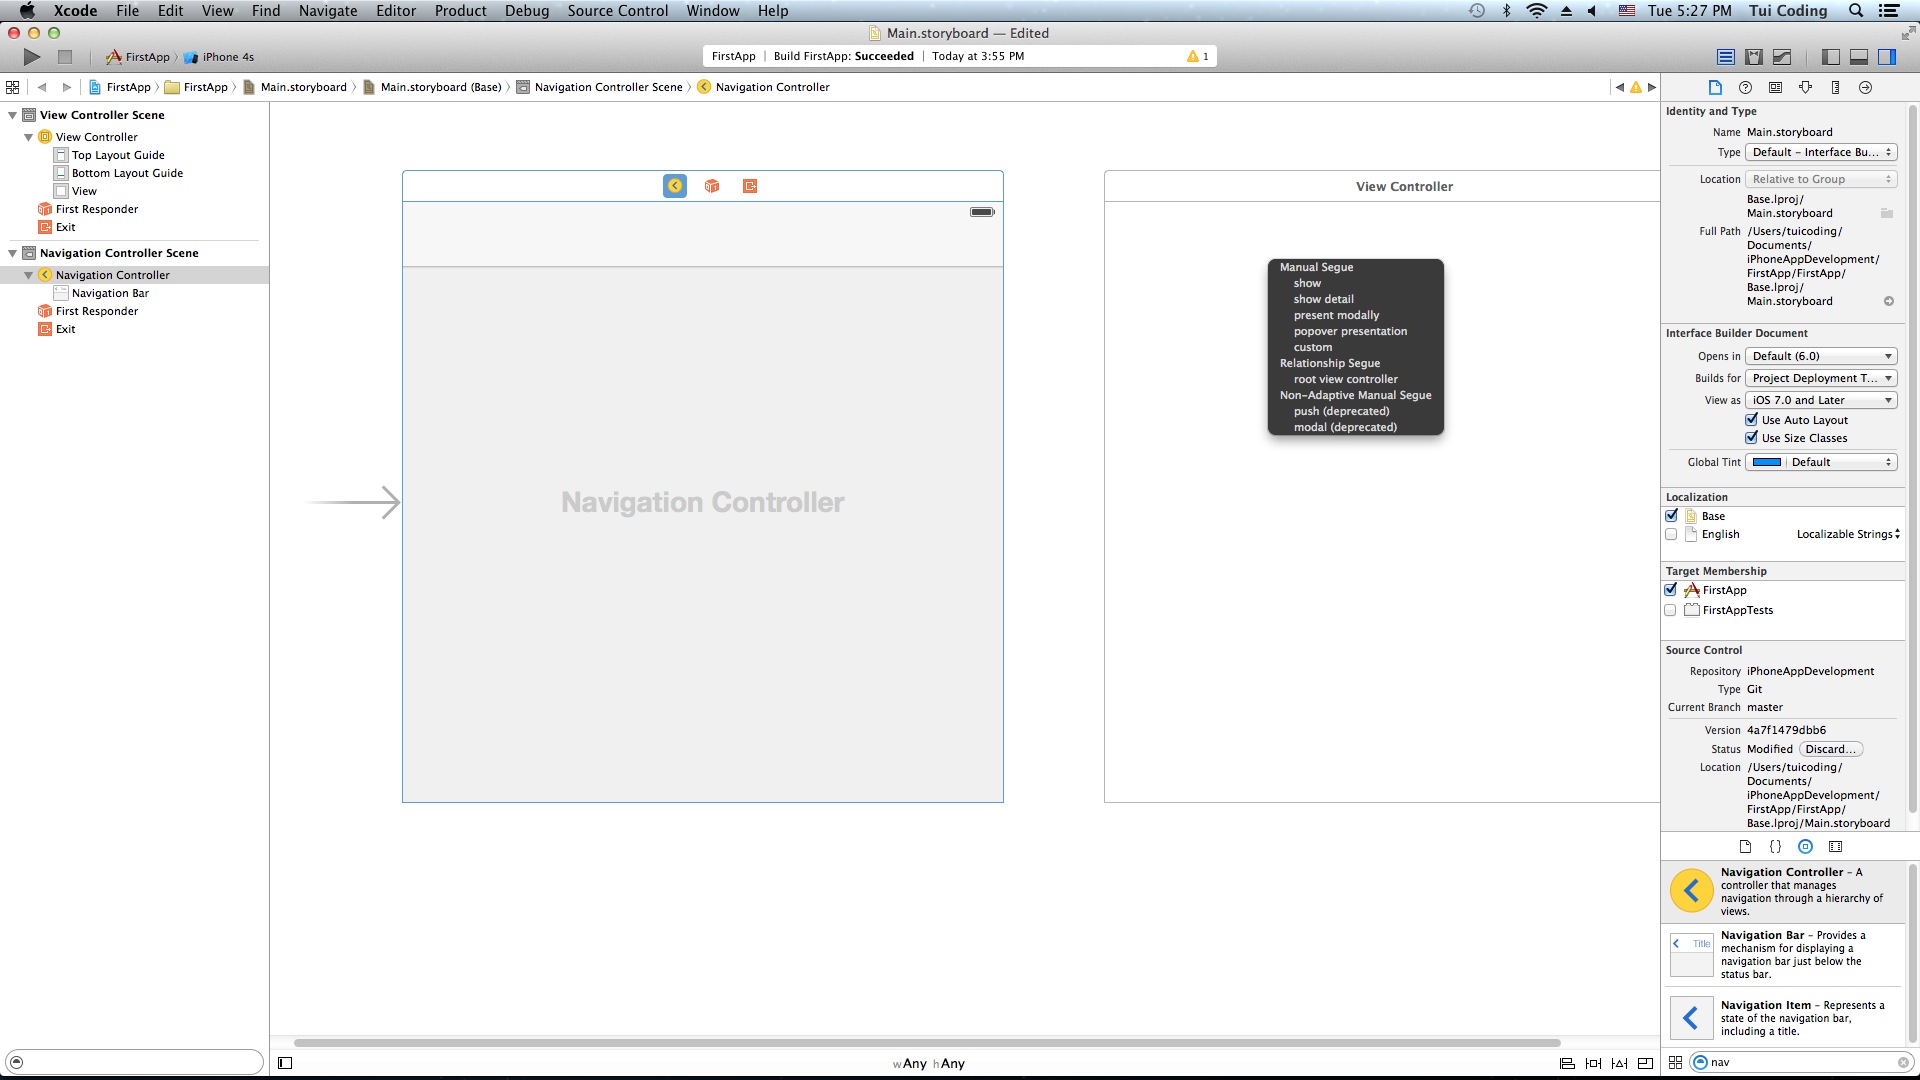 Xcode File Edit View Find Navigate Editor Product Debug Source Control Window Help
Tue 5:27 PM Tui Coding
Main.storyboard — Edited
FirstApp
iPhone 4s
FirstApp
Build FirstApp: Succeeded
Today at 3:55 PM
1
FirstApp
FirstApp
Main.storyboard
Main.storyboard (Base)
Navigation Controller Scene
Navigation Controller
View Controller Scene
View Controller
Top Layout Guide
Bottom Layout Guide
View
First Responder
Exit
Navigation Controller Scene
Navigation Controller
Navigation Bar
First Responder
Exit
Navigation Controller
View Controller
Manual Segue
show
show detail
present modally
popover presentation
custom
Relationship Segue
root view controller
Non-Adaptive Manual Segue
push (deprecated)
modal (deprecated)
wAny hAny
Identity and Type
Name Main.storyboard
Type Default - Interface Bu...
Location Relative to Group
Base.lproj/
Main.storyboard
Full Path /Users/tuicoding/
Documents/
iPhoneAppDevelopment/
FirstApp/FirstApp/
Base.lproj/
Main.storyboard
Interface Builder Document
Opens in Default (6.0)
Builds for Project Deployment T...
View as iOS 7.0 and Later
Use Auto Layout
Use Size Classes
Global Tint Default
Localization
Base
English Localizable Strings
Target Membership
FirstApp
FirstAppTests
Source Control
Repository iPhoneAppDevelopment
Type Git
Current Branch master
Version 4a7f1479dbb6
Status Modified Discard...
Location /Users/tuicoding/
Documents/
iPhoneAppDevelopment/
FirstApp/FirstApp/
Base.lproj/Main.storyboard
{}
Navigation Controller - A
controller that manages
navigation through a hierarchy of
views.
Title
Navigation Bar - Provides a
mechanism for displaying a
navigation bar just below the
status bar.
Navigation Item - Represents a
state of the navigation bar,
including a title.
nav